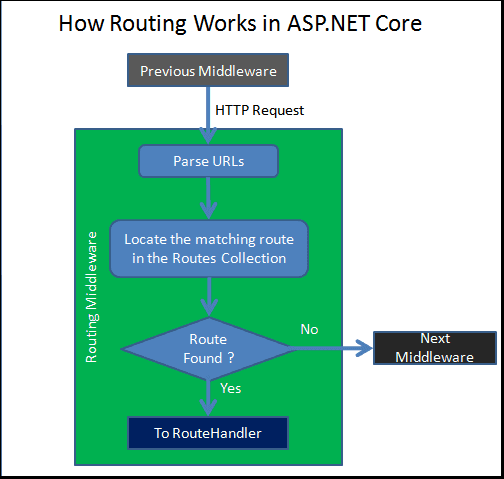 How Routing Works in ASP.NET Core
Previous Middleware
HTTP Request
Parse URLs
Locate the matching route
in the Routes Collection
Routing Middleware
Route
Found ?
No
Next
Middleware
Yes
To RouteHandler